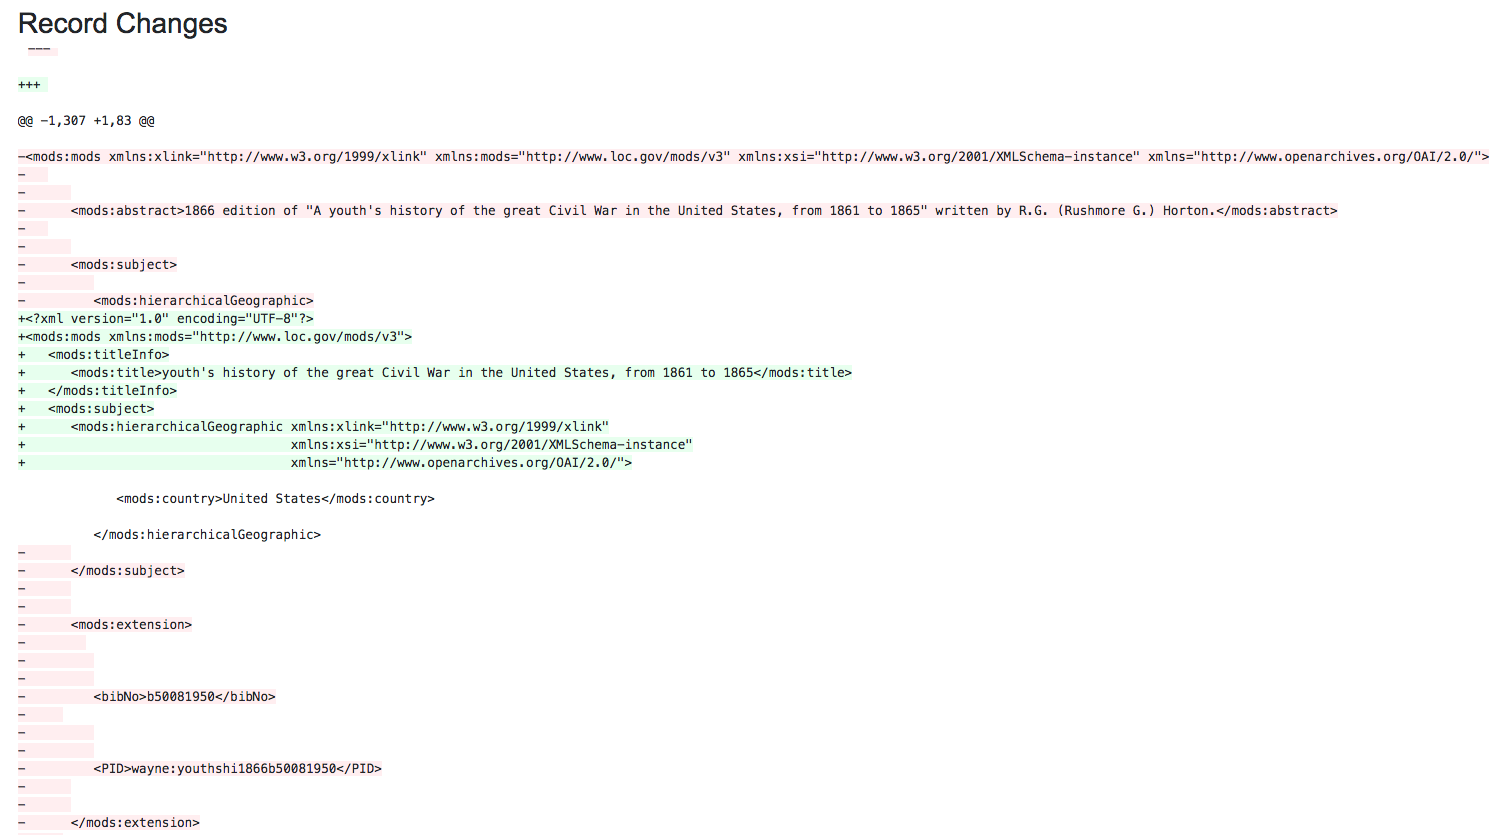 Record Changes
---
+++
@@ -1,307 +1,83 @@
-<mods:mods xmlns:xlink="http://www.w3.org/1999/xlink" xmlns:mods="http://www.loc.gov/mods/v3" xmlns:xsi="http://www.w3.org/2001/XMLSchema-instance" xmlns="http://www.openarchives.org/OAI/2.0/">
-
-
-      <mods:abstract>1866 edition of "A youth's history of the great Civil War in the United States, from 1861 to 1865" written by R.G. (Rushmore G.) Horton.</mods:abstract>
-
-
-      <mods:subject>
-
-         <mods:hierarchicalGeographic>
+<?xml version="1.0" encoding="UTF-8"?>
+<mods:mods xmlns:mods="http://www.loc.gov/mods/v3">
+   <mods:titleInfo>
+      <mods:title>youth's history of the great Civil War in the United States, from 1861 to 1865</mods:title>
+   </mods:titleInfo>
+   <mods:subject>
+      <mods:hierarchicalGeographic xmlns:xlink="http://www.w3.org/1999/xlink"
+                                   xmlns:xsi="http://www.w3.org/2001/XMLSchema-instance"
+                                   xmlns="http://www.openarchives.org/OAI/2.0/">
             <mods:country>United States</mods:country>
          </mods:hierarchicalGeographic>
-
-      </mods:subject>
-
-
-      <mods:extension>
-
-
-
-         <bibNo>b50081950</bibNo>
-
-
-
-         <PID>wayne:youthshi1866b50081950</PID>
-
-
-      </mods:extension>